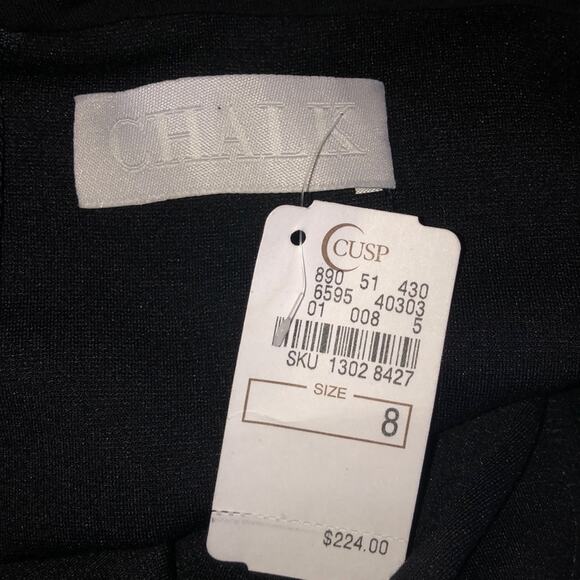 CHALK
CUSP
890 51 430
6595 40303
01 008 5
SKU 1302 8427
SIZE
8
$224.00